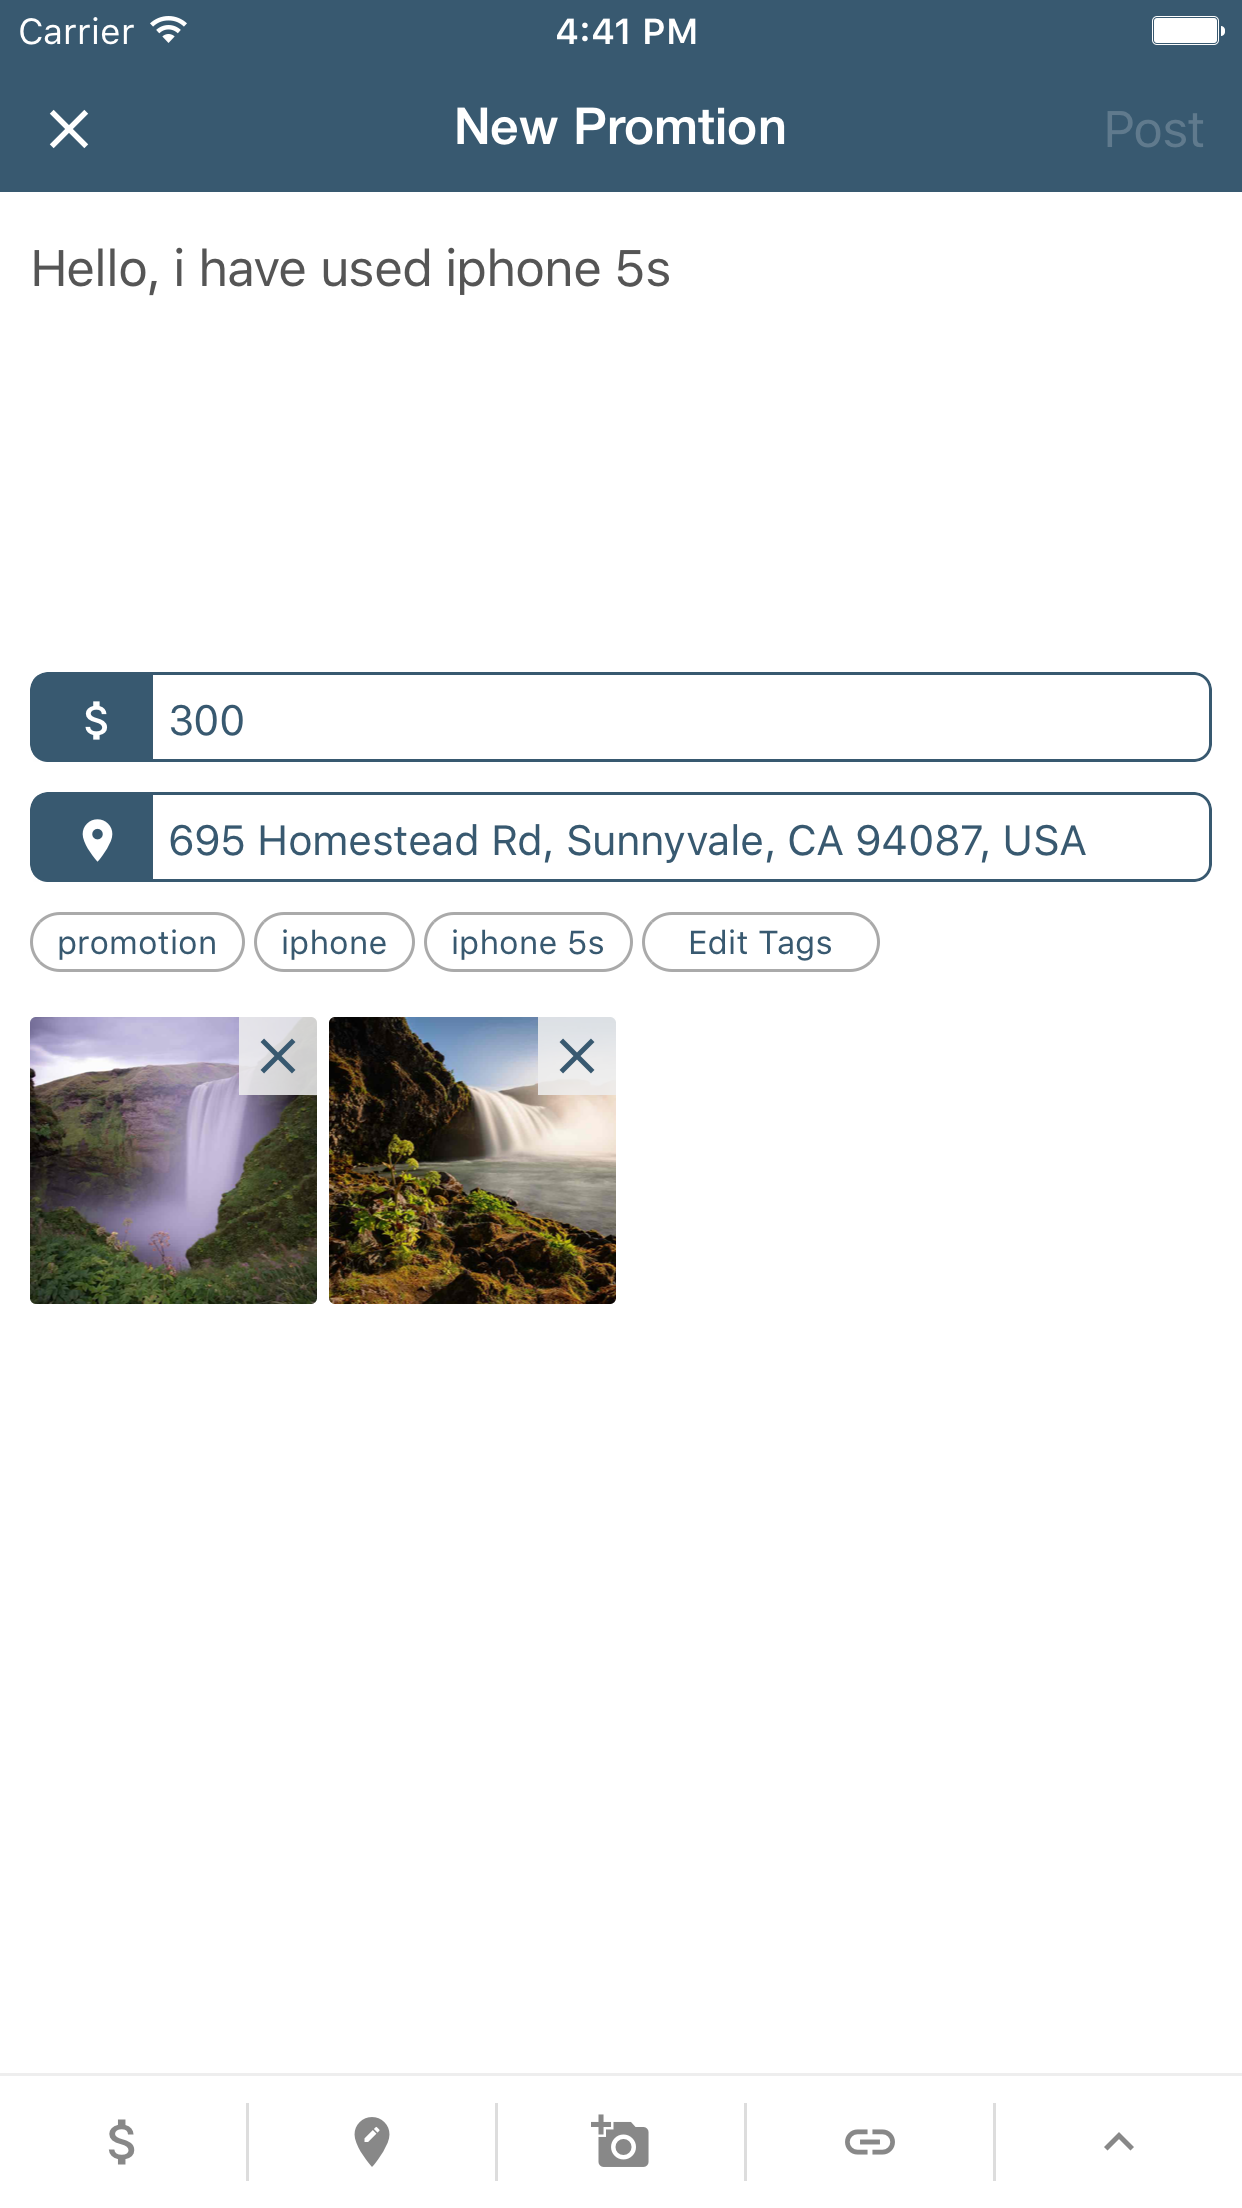 Carrier 4:41 PM
New Promtion Post
Hello, i have used iphone 5s
$ 300
695 Homestead Rd, Sunnyvale, CA 94087, USA
promotion iphone iphone 5s Edit Tags
$